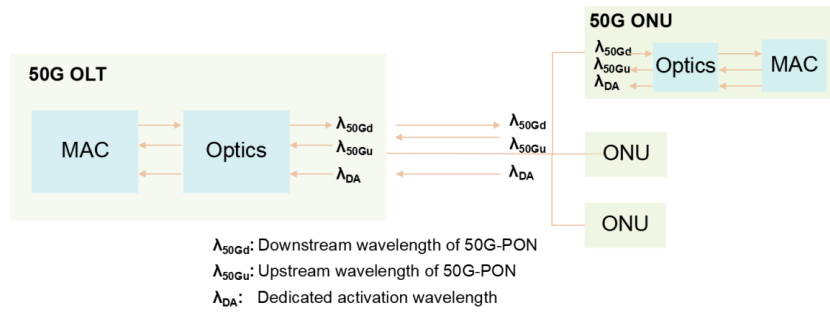 50G ONU
λ50Gd
λ50Gu
λDA
Optics
MAC
50G OLT
MAC
Optics
λ50Gd
λ50Gu
λDA
λ50Gd
λ50Gu
λDA
ONU
ONU
λ50Gd: Downstream wavelength of 50G-PON
λ50Gu: Upstream wavelength of 50G-PON
λDA: Dedicated activation wavelength